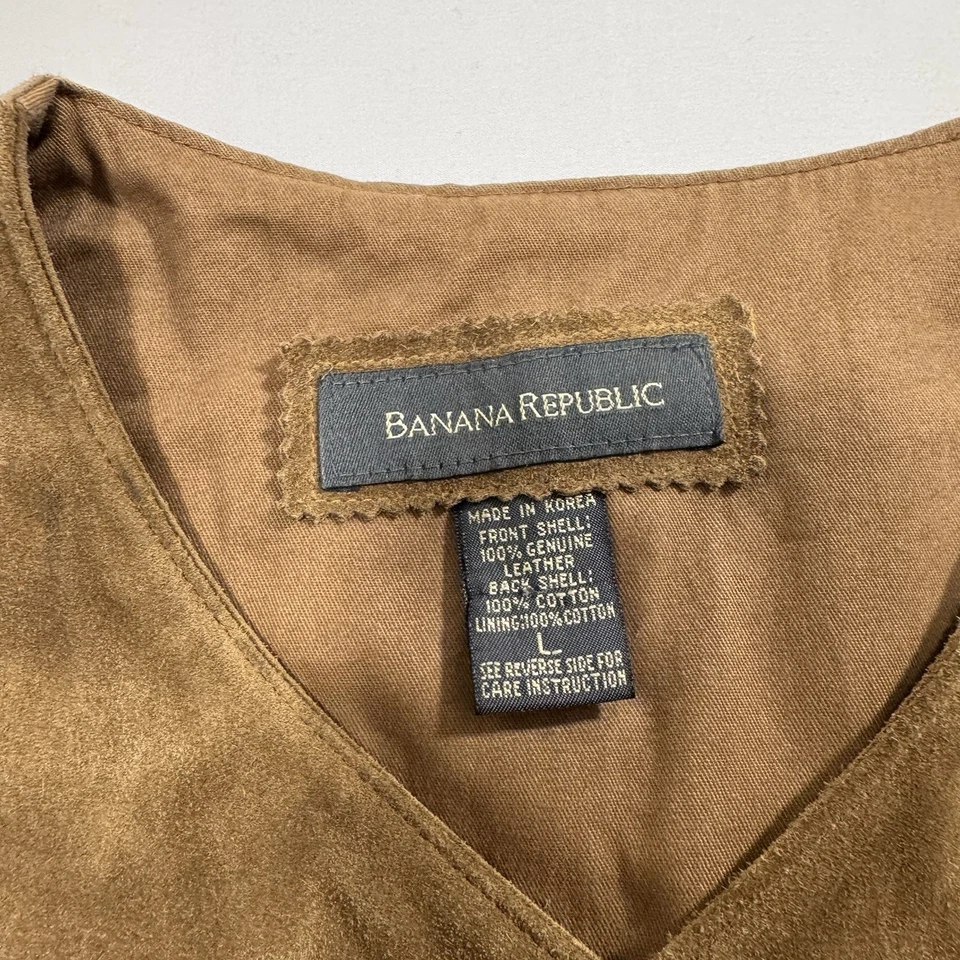 BANANA REPUBLIC
MADE IN KOREA
FRONT SHELL:
100% GENUINE
LEATHER
BACK SHELL:
100% COTTON
LINING:100% COTTON
L
SEE REVERSE SIDE FOR
CARE INSTRUCTION